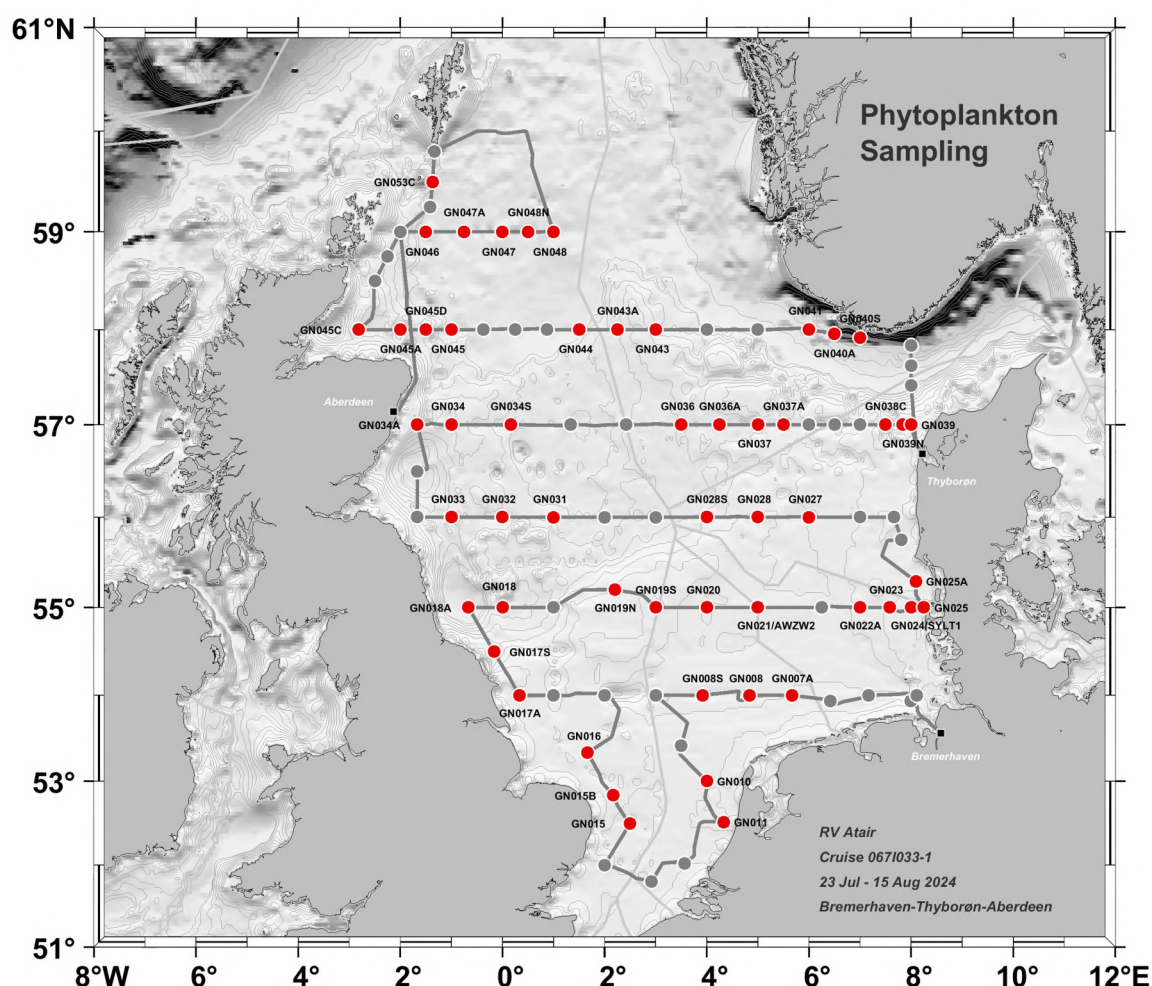 61°N
Phytoplankton
Sampling
GN053C
GN047A
GN048N
59°
GN046
GN047
GN048
GN045D
GN043A
GN041
GN040S
GN045C
GN045A
GN045
GN044
GN043
GN040A
Aberdeen
GN034
GN034S
GN036
GN036A
GN037A
GN038C
57°
GN034A
GN037
GN039
GN039N
Thyborøn
GN033
GN032
GN031
GN028S
GN028
GN027
GN018
GN019S
GN020
GN023
GN025A
55°
GN018A
GN019N
GN025
GN021/AWZW2
GN022A
GN024/SYLT1
GN017S
GN008S
GN008
GN007A
GN017A
GN016
Bremerhaven
53°
GN010
GN015B
GN015
GN011
RV Atair
Cruise 067I033-1
23 Jul - 15 Aug 2024
Bremerhaven-Thyborøn-Aberdeen
51°
8°W
6°
4°
2°
0°
2°
4°
6°
8°
10°
12°E